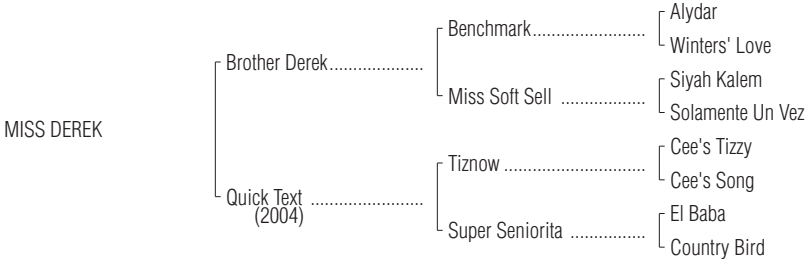 Alydar
Benchmark........................
Winters' Love
Brother Derek....................
Siyah Kalem
Miss Soft Sell ..................
Solamente Un Vez
MISS DEREK
Cee's Tizzy
Tiznow ..............................
Cee's Song
Quick Text ........................
(2004)
El Baba
Super Seniorita ................
Country Bird